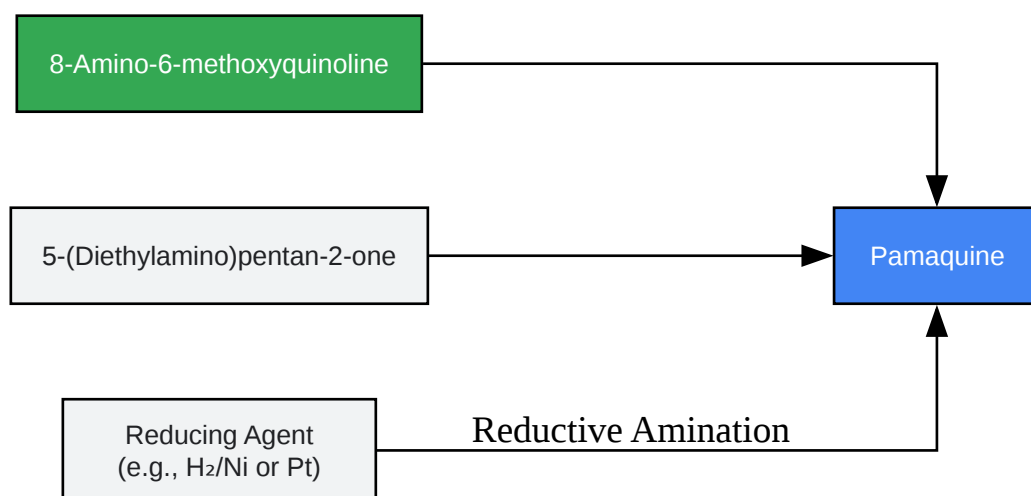 8-Amino-6-methoxyquinoline
5-(Diethylamino)pentan-2-one
Pamaquine
Reducing Agent
(e.g., H₂/Ni or Pt)
Reductive Amination